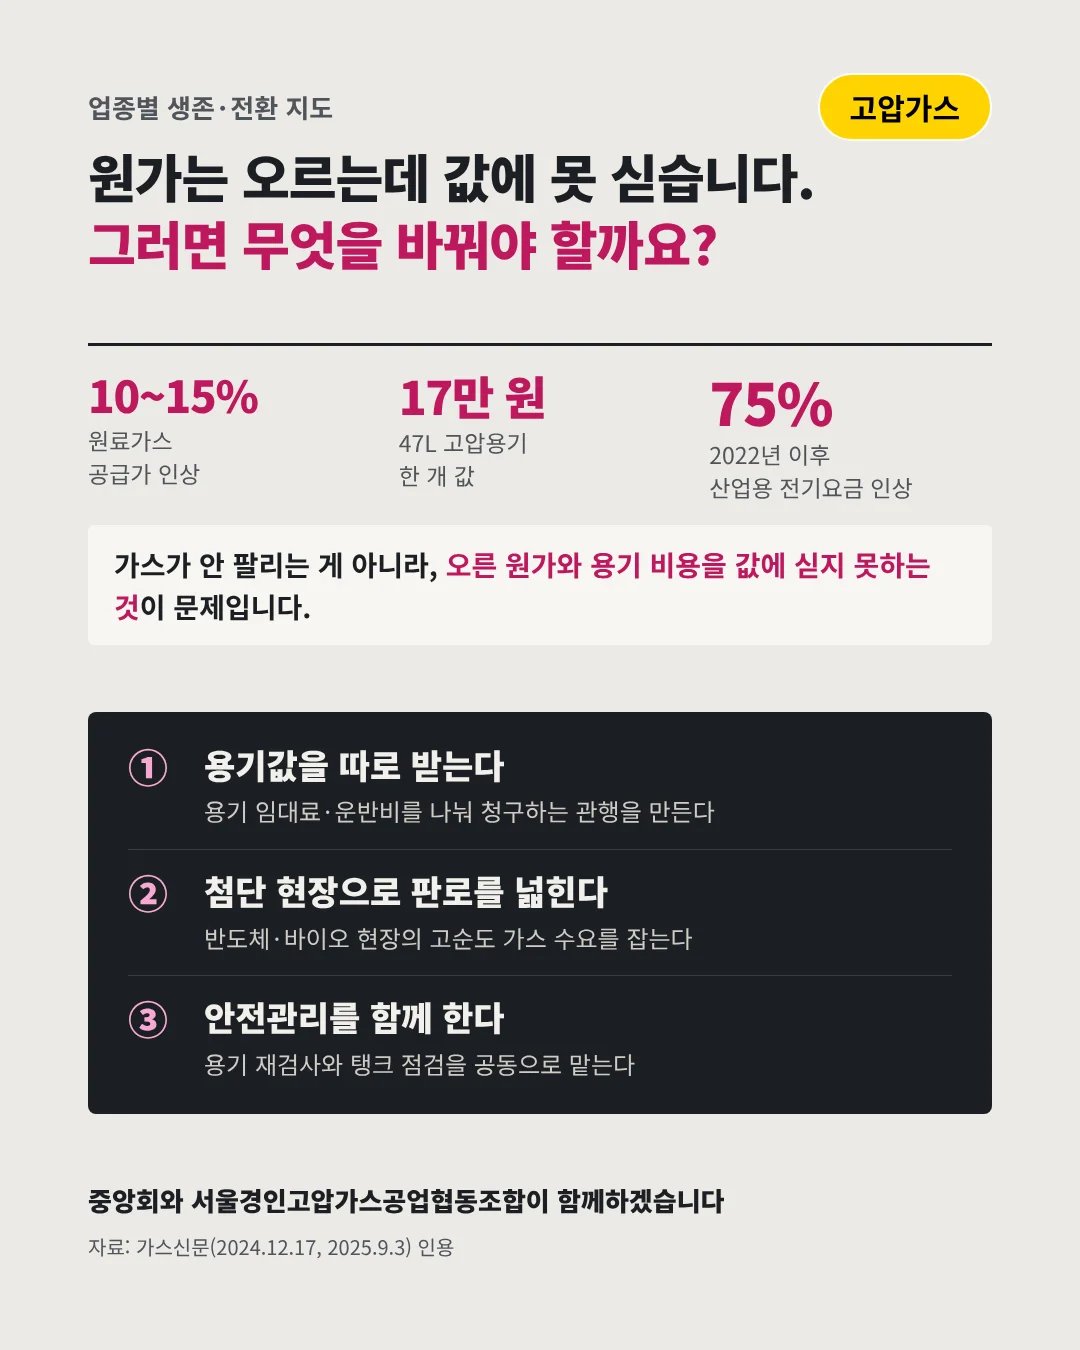 업종별 생존·전환 지도
고압가스
원가는 오르는데 값에 못 싣습니다.
그러면 무엇을 바꿔야 할까요?
10~15%
원료가스
공급가 인상
17만 원
47L 고압용기
한 개 값
75%
2022년 이후
산업용 전기요금 인상
가스가 안 팔리는 게 아니라, 오른 원가와 용기 비용을 값에 싣지 못하는
것이 문제입니다.
① 용기값을 따로 받는다
용기 임대료·운반비를 나눠 청구하는 관행을 만든다
② 첨단 현장으로 판로를 넓힌다
반도체·바이오 현장의 고순도 가스 수요를 잡는다
③ 안전관리를 함께 한다
용기 재검사와 탱크 점검을 공동으로 맡는다
중앙회와 서울경인고압가스공업협동조합이 함께하겠습니다
자료: 가스신문(2024.12.17, 2025.9.3) 인용